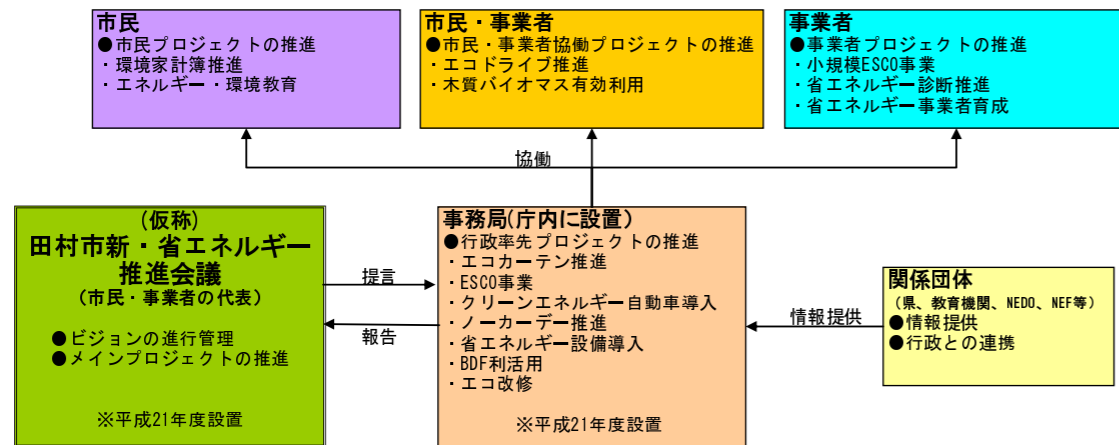 市民
●市民プロジェクトの推進
・環境家計簿推進
・エネルギー・環境教育
市民・事業者
●市民・事業者協働プロジェクトの推進
・エコドライブ推進
・木質バイオマス有効利用
事業者
●事業者プロジェクトの推進
・小規模ESCO事業
・省エネルギー診断推進
・省エネルギー事業者育成
協働
(仮称)
田村市新・省エネルギー
推進会議
(市民・事業者の代表)
●ビジョンの進行管理
●メインプロジェクトの推進
※平成21年度設置
提言
報告
事務局(庁内に設置)
●行政率先プロジェクトの推進
・エコカーテン推進
・ESCO事業
・クリーンエネルギー自動車導入
・ノーカーデー推進
・省エネルギー設備導入
・BDF利活用
・エコ改修
※平成21年度設置
情報提供
関係団体
(県、教育機関、NEDO、NEF等)
●情報提供
●行政との連携